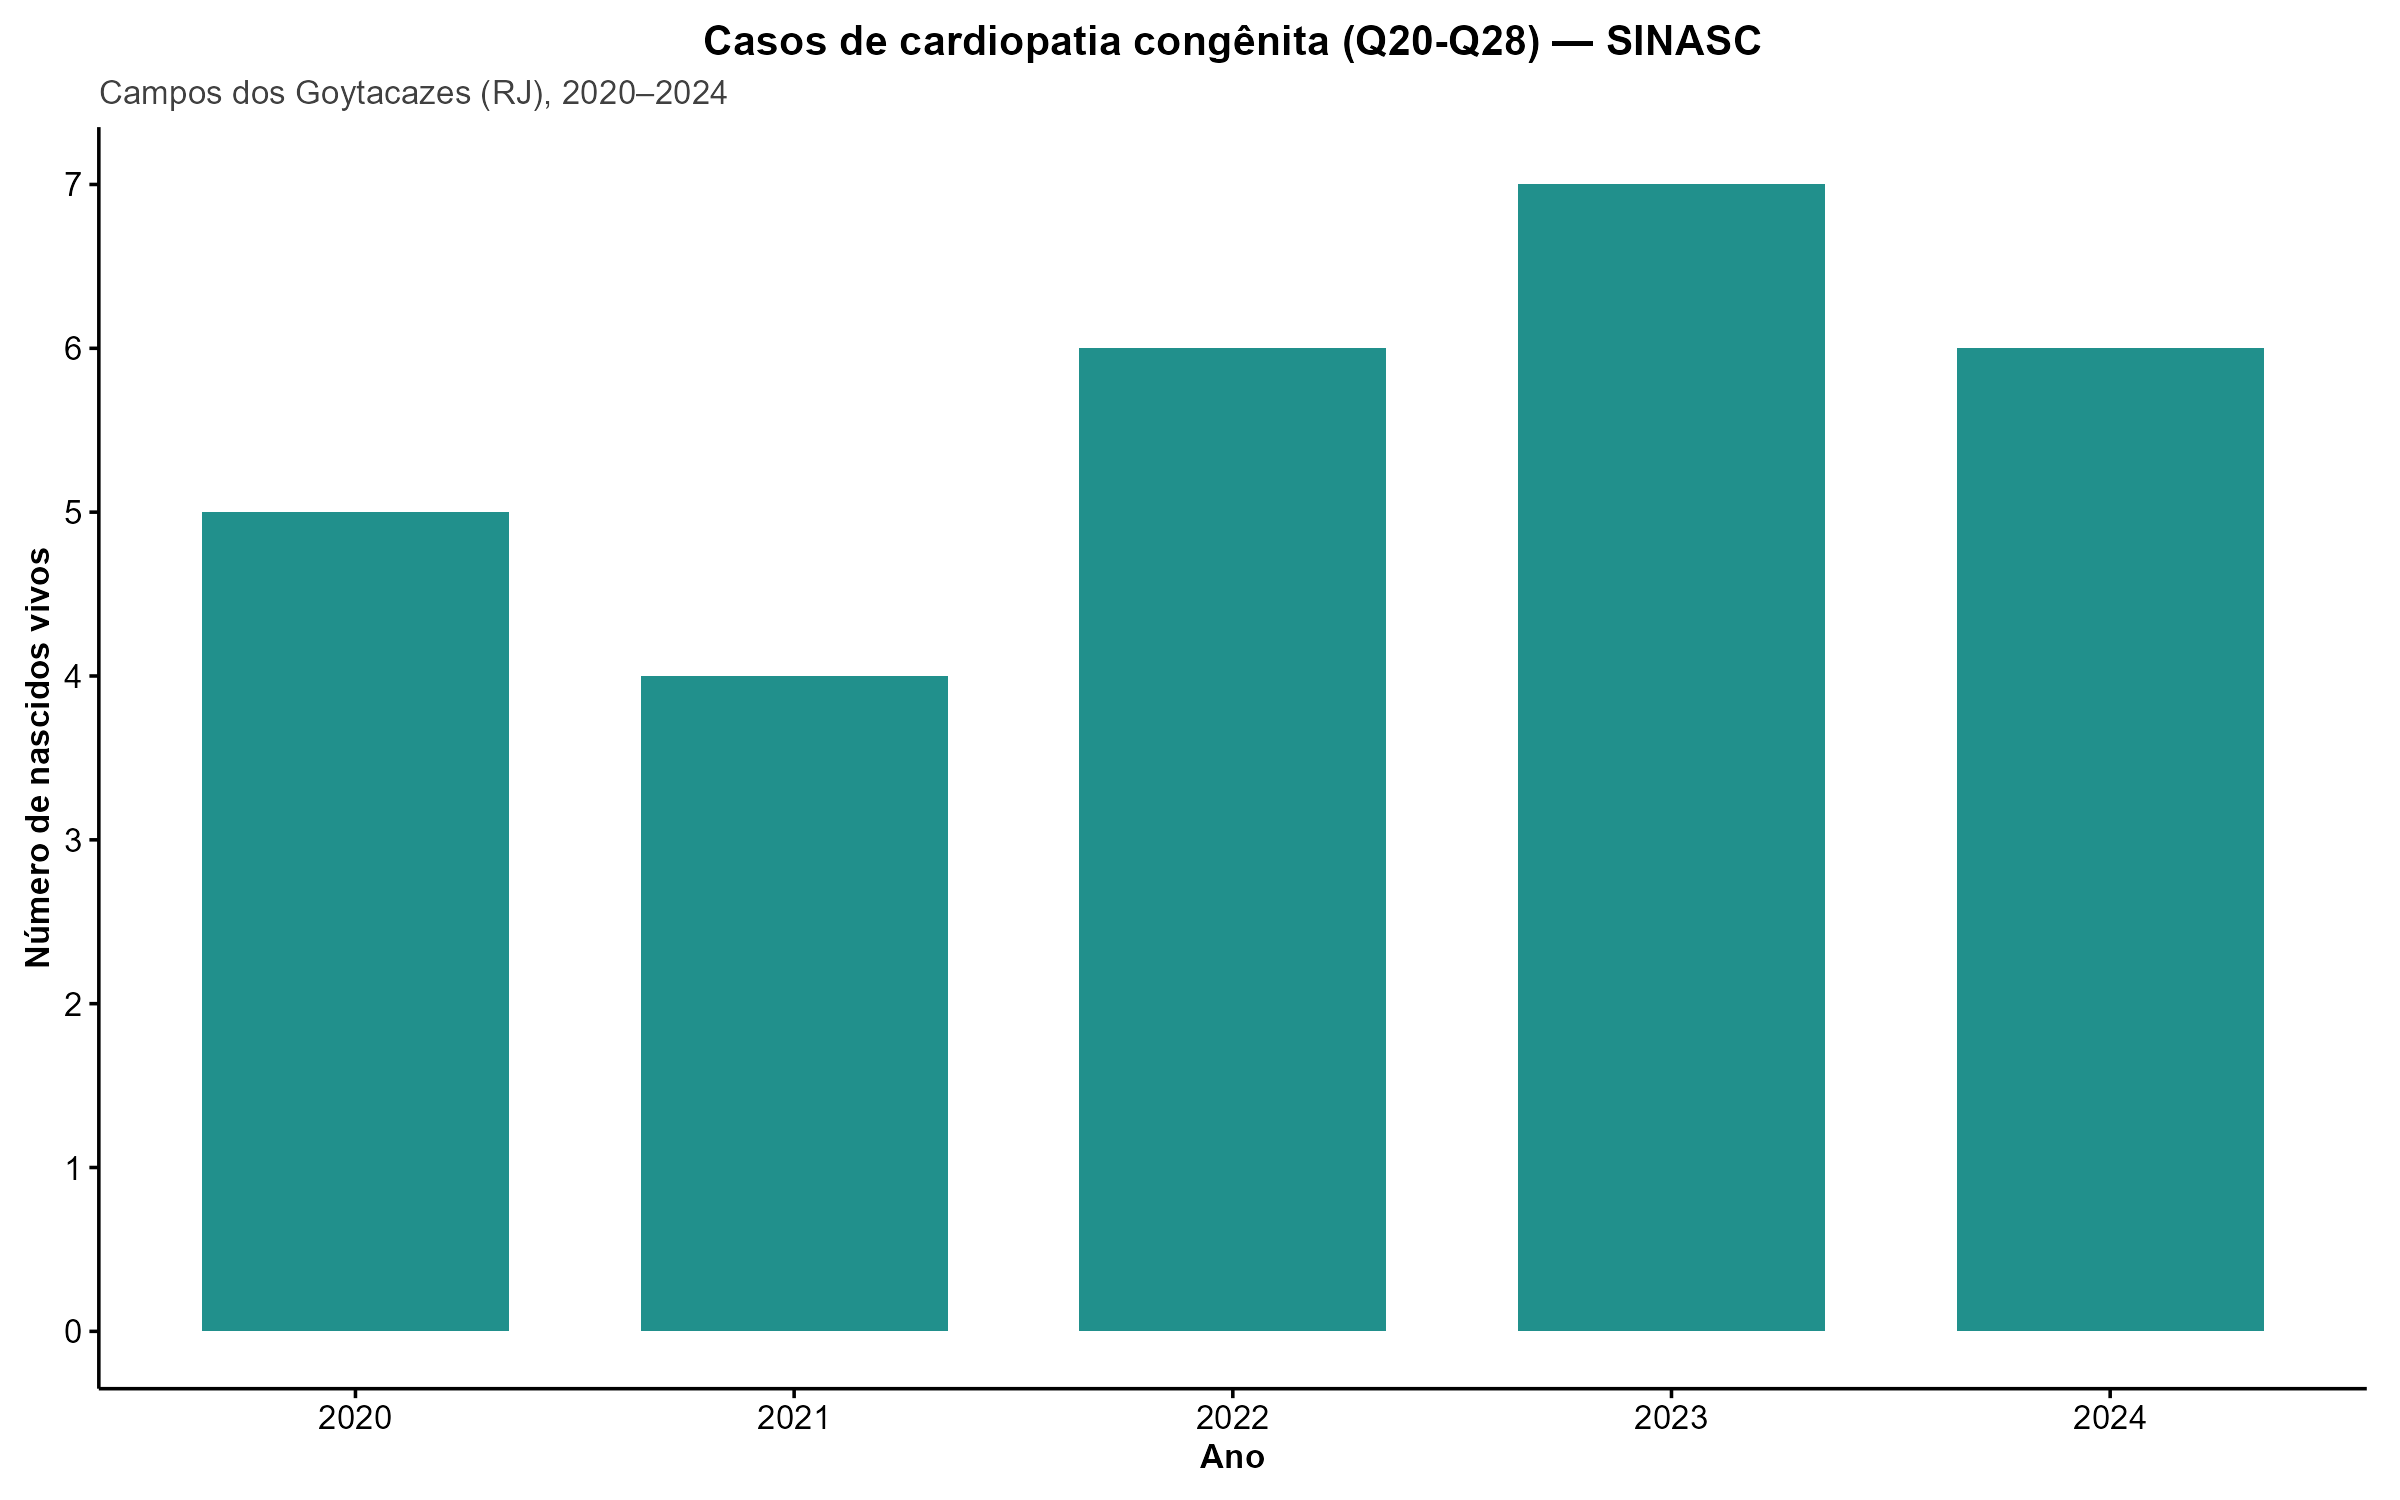 Casos de cardiopatia congênita (Q20-Q28) — SINASC
Campos dos Goytacazes (RJ), 2020–2024
Número de nascidos vivos
7
6
5
4
3
2
1
0
2020 2021 2022 2023 2024
Ano